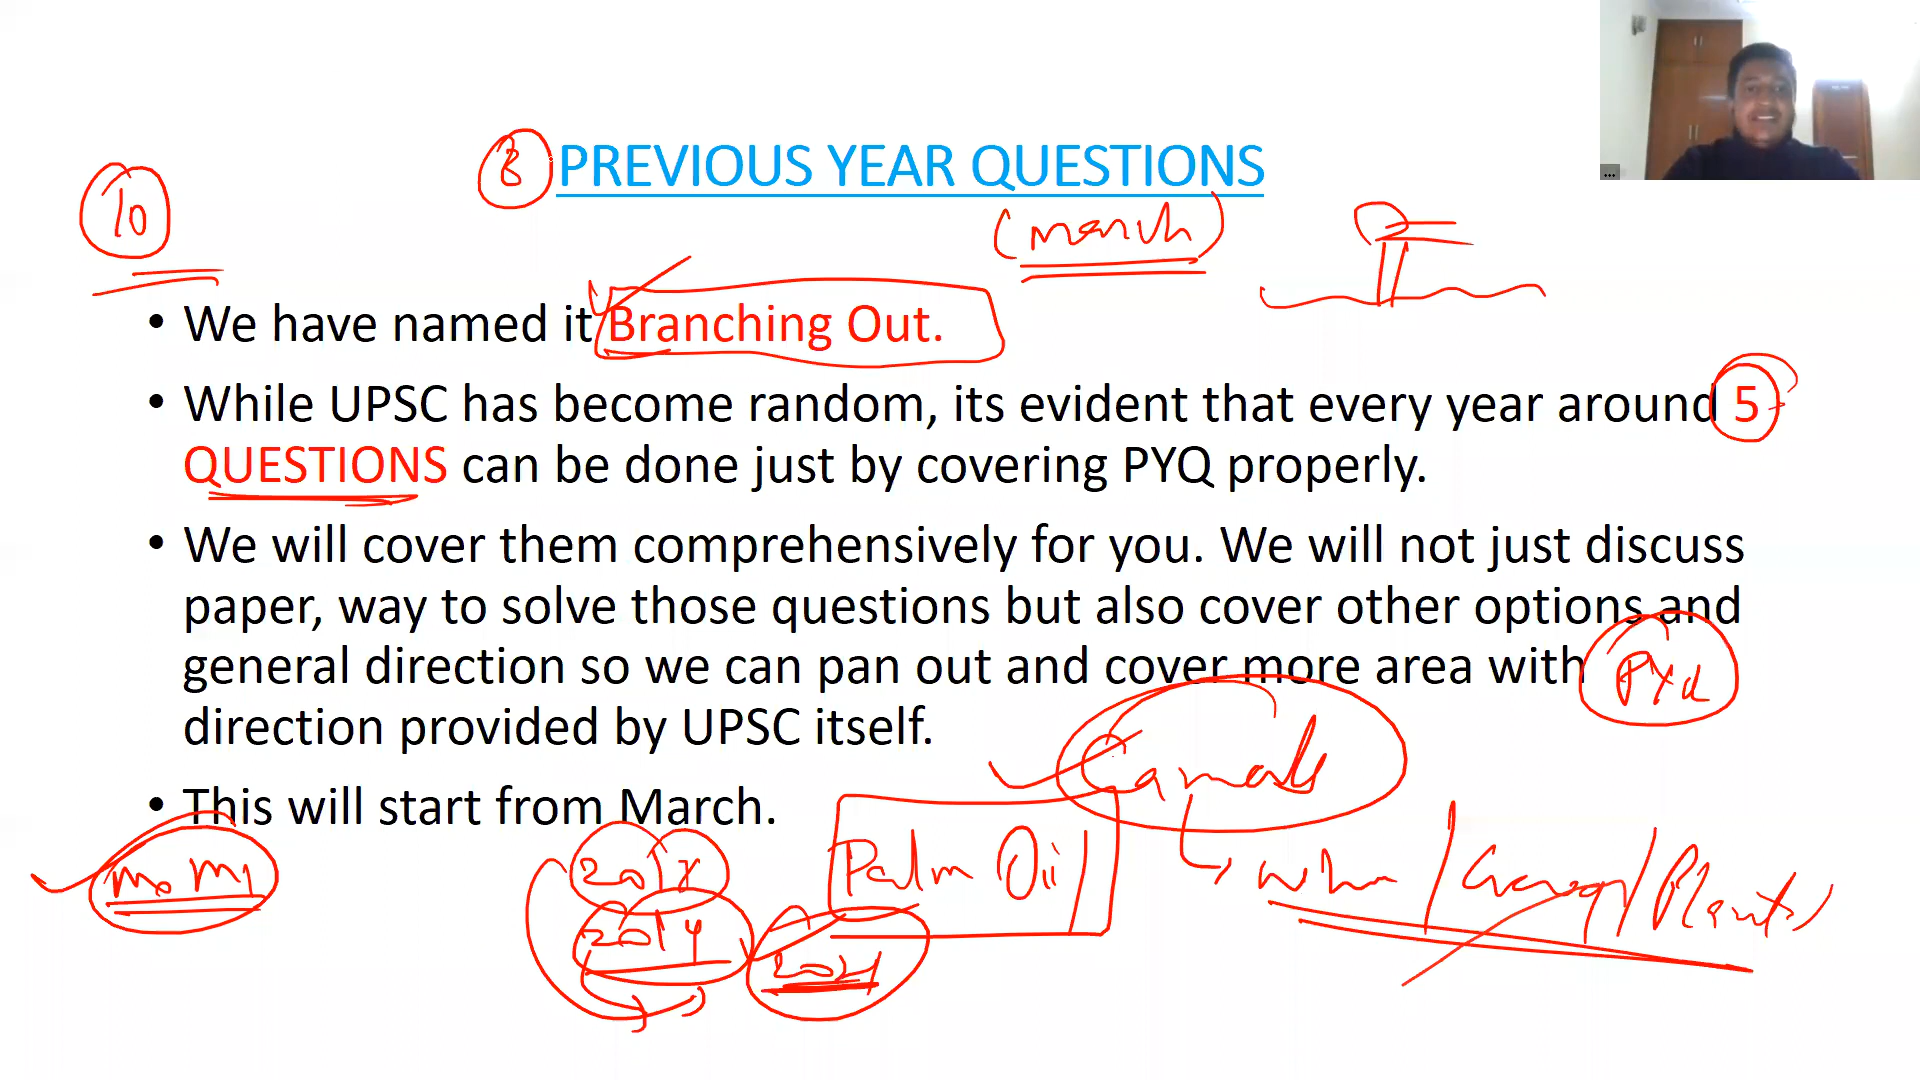 PREVIOUS YEAR QUESTIONS
10
(march)
• We have named it Branching Out.
• While UPSC has become random, its evident that every year around 5
QUESTIONS can be done just by covering PYQ properly.
• We will cover them comprehensively for you. We will not just discuss
paper, way to solve those questions but also cover other options and
general direction so we can pan out and cover more area with
direction provided by UPSC itself.
PYQ
• This will start from March.
Palm Oil
2014
2021
Plants